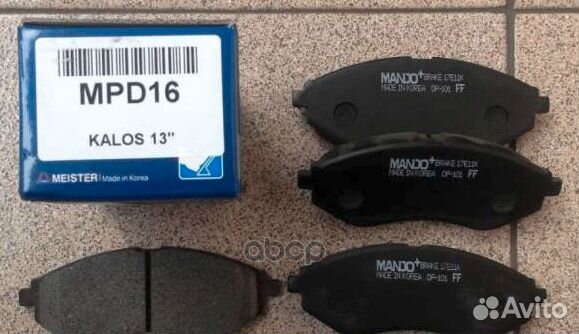 MPD16
KALOS 13"
MEISTER Made in Korea
MANDO BRAKE 17E11K
MADE IN KOREA DP-101 FF
MANDO BRAKE 17E11K
MADE IN KOREA DP-101 FF
MANDO BRAKE 17E11K
MADE IN KOREA DP-101 FF
abcp
Avito